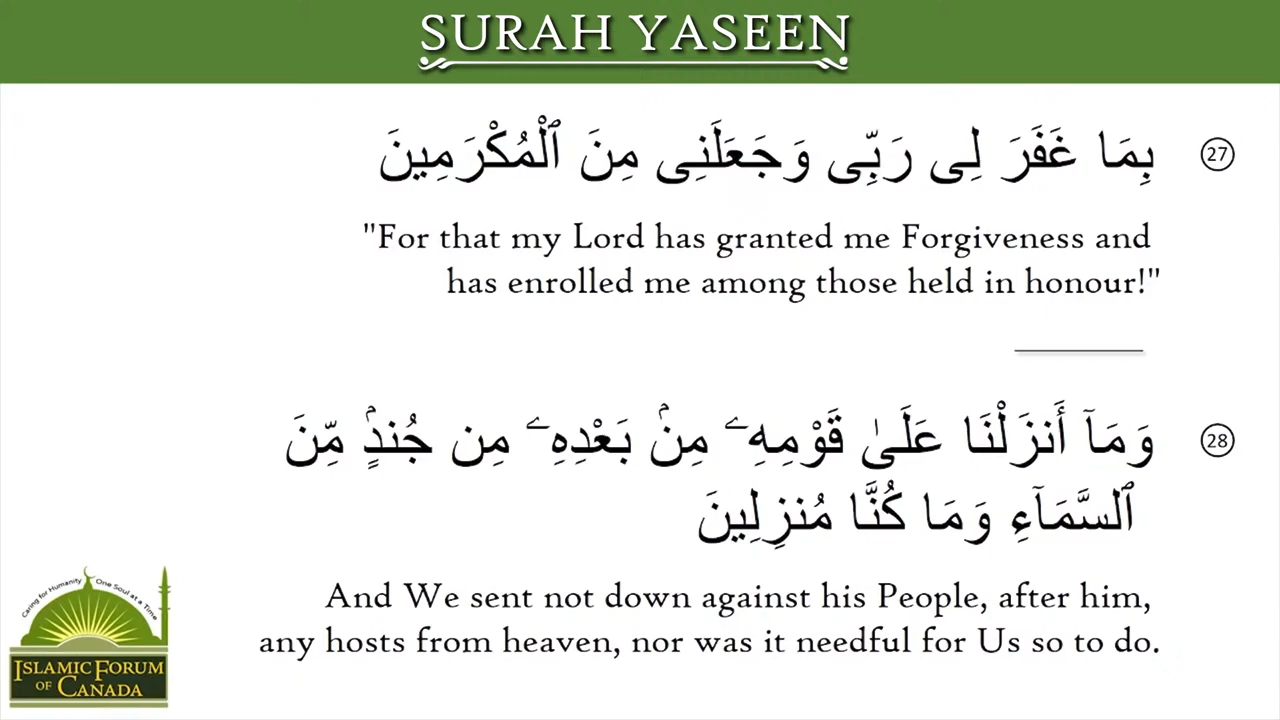 SURAH YASEEN
بِمَا غَفَرَ لِى رَبِّى وَجَعَلَنِى مِنَ ٱلْمُكْرَمِينَ
27
"For that my Lord has granted me Forgiveness and
has enrolled me among those held in honour!"
وَمَآ أَنزَلْنَا عَلَىٰ قَوْمِهِۦ مِنۢ بَعْدِهِۦ مِن جُندٍۢ مِّنَ
28
ٱلسَّمَآءِ وَمَا كُنَّا مُنزِلِينَ
And We sent not down against his People, after him,
any hosts from heaven, nor was it needful for Us so to do.
Caring for Humanity One Soul at a Time
ISLAMIC FORUM
OF CANADA